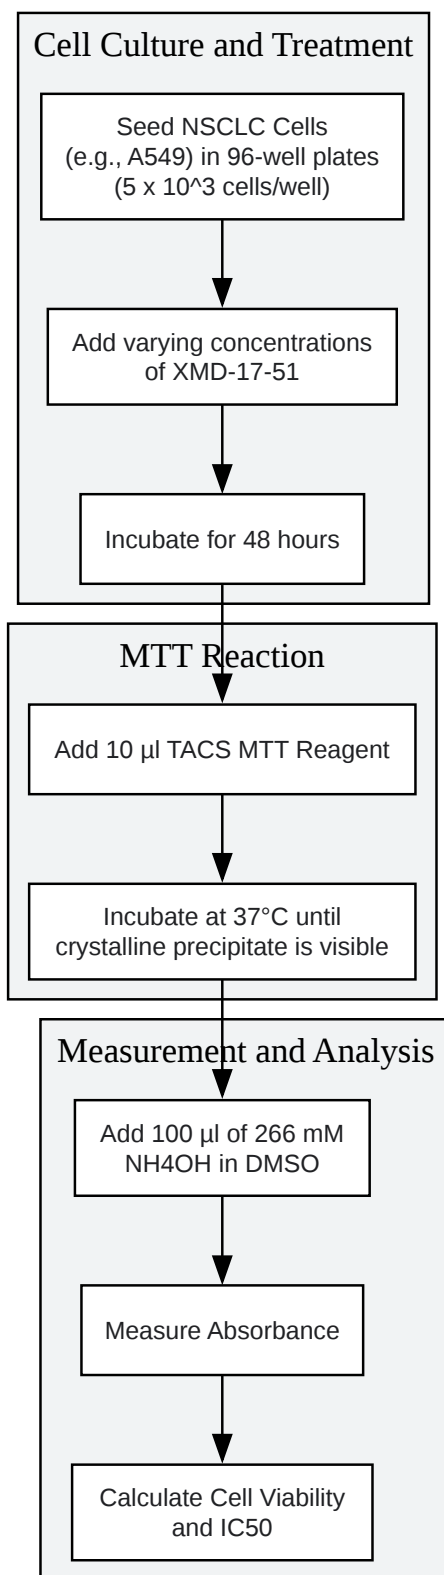 Cell Culture and Treatment
Seed NSCLC Cells
(e.g., A549) in 96-well plates
(5 x 10^3 cells/well)
Add varying concentrations
of XMD-17-51
Incubate for 48 hours
MTT Reaction
Add 10 µl TACS MTT Reagent
Incubate at 37°C until
crystalline precipitate is visible
Measurement and Analysis
Add 100 µl of 266 mM
NH4OH in DMSO
Measure Absorbance
Calculate Cell Viability
and IC50